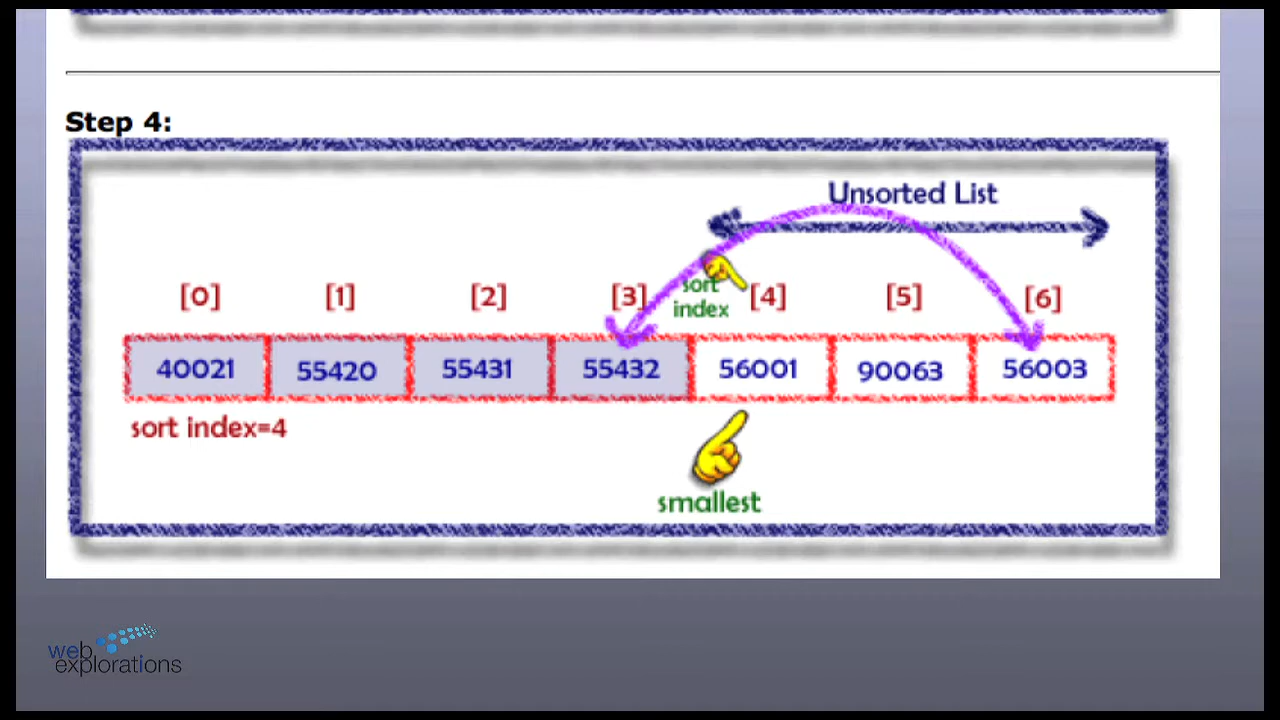 Step 4:
Unsorted List
[0] [1] [2] [3] sort index [4] [5] [6]
40021 55420 55431 55432 56001 90063 56003
sort index=4
smallest
web
explorations